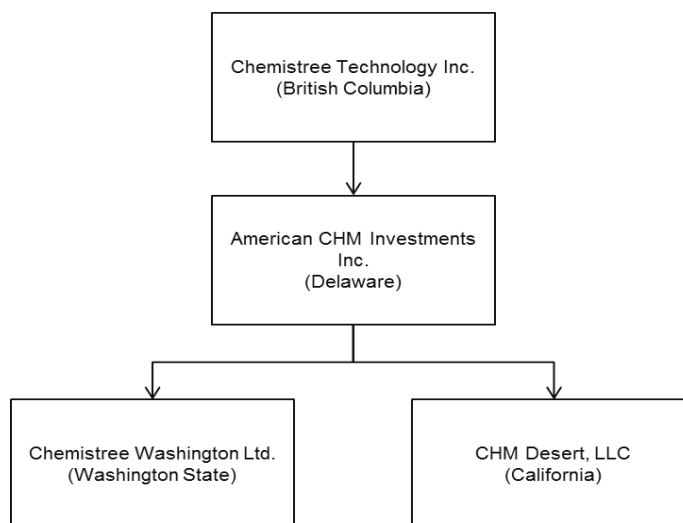 Chemistree Technology Inc.
(British Columbia)
American CHM Investments
Inc.
(Delaware)
Chemistree Washington Ltd.
(Washington State)
CHM Desert, LLC
(California)